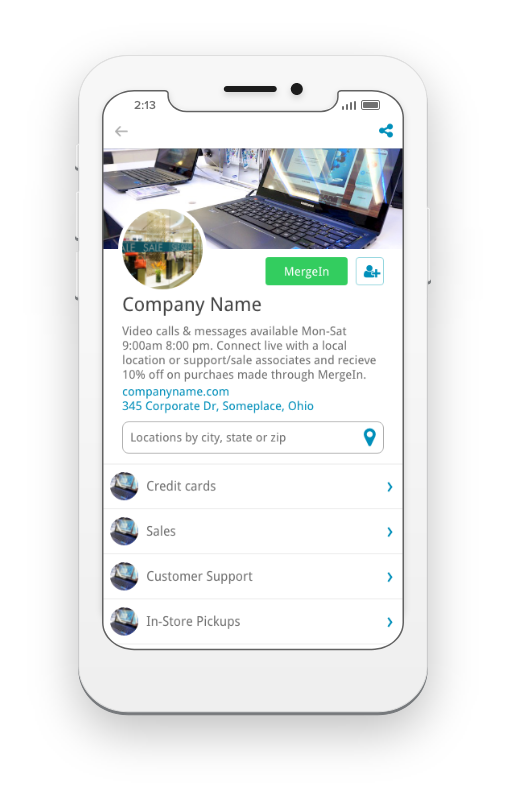 2:13
SALE
MergeIn
Company Name
Video calls & messages available Mon-Sat
9:00am 8:00 pm. Connect live with a local
location or support/sale associates and recieve
10% off on purchaes made through MergeIn.
companyname.com
345 Corporate Dr, Someplace, Ohio
Locations by city, state or zip
Credit cards
Sales
Customer Support
In-Store Pickups